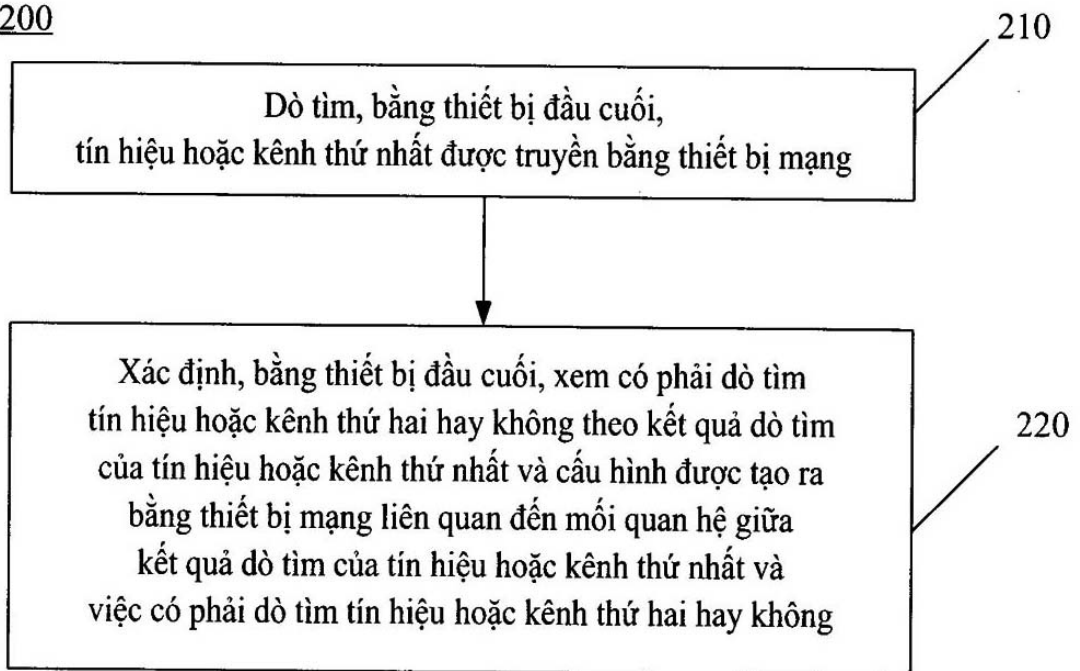 200
210
Dò tìm, bằng thiết bị đầu cuối,
tín hiệu hoặc kênh thứ nhất được truyền bằng thiết bị mạng
Xác định, bằng thiết bị đầu cuối, xem có phải dò tìm
tín hiệu hoặc kênh thứ hai hay không theo kết quả dò tìm
220
của tín hiệu hoặc kênh thứ nhất và cấu hình được tạo ra
bằng thiết bị mạng liên quan đến mối quan hệ giữa
kết quả dò tìm của tín hiệu hoặc kênh thứ nhất và
việc có phải dò tìm tín hiệu hoặc kênh thứ hai hay không